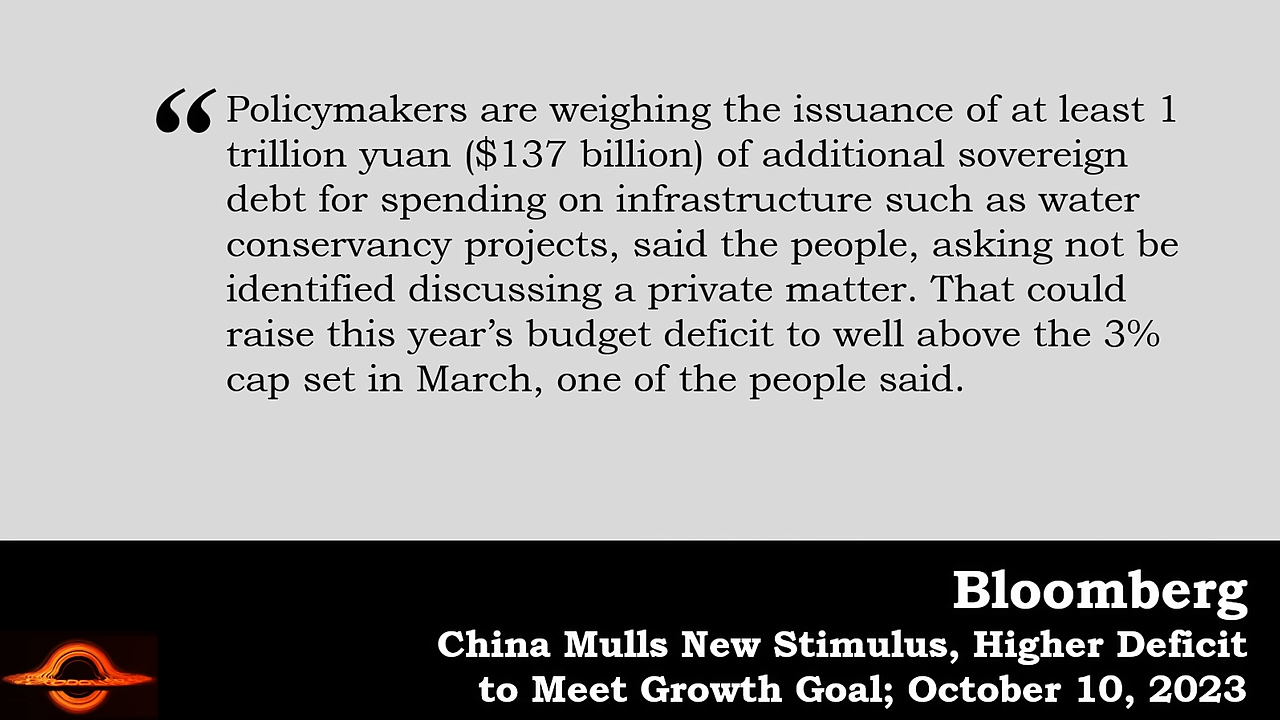 “Policymakers are weighing the issuance of at least 1
trillion yuan ($137 billion) of additional sovereign
debt for spending on infrastructure such as water
conservancy projects, said the people, asking not be
identified discussing a private matter. That could
raise this year’s budget deficit to well above the 3%
cap set in March, one of the people said.
Bloomberg
China Mulls New Stimulus, Higher Deficit
to Meet Growth Goal; October 10, 2023